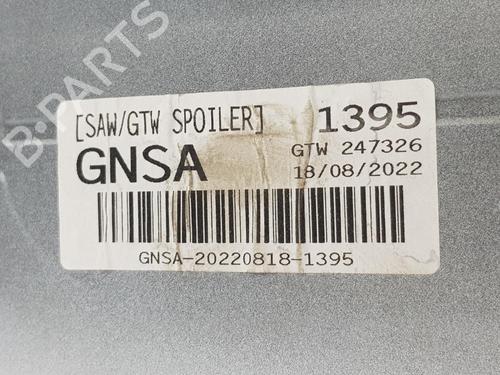 B-PARTS
[SAW/GTW SPOILER] 1395
GNSA GTW 247326
18/08/2022
GNSA-20220818-1395